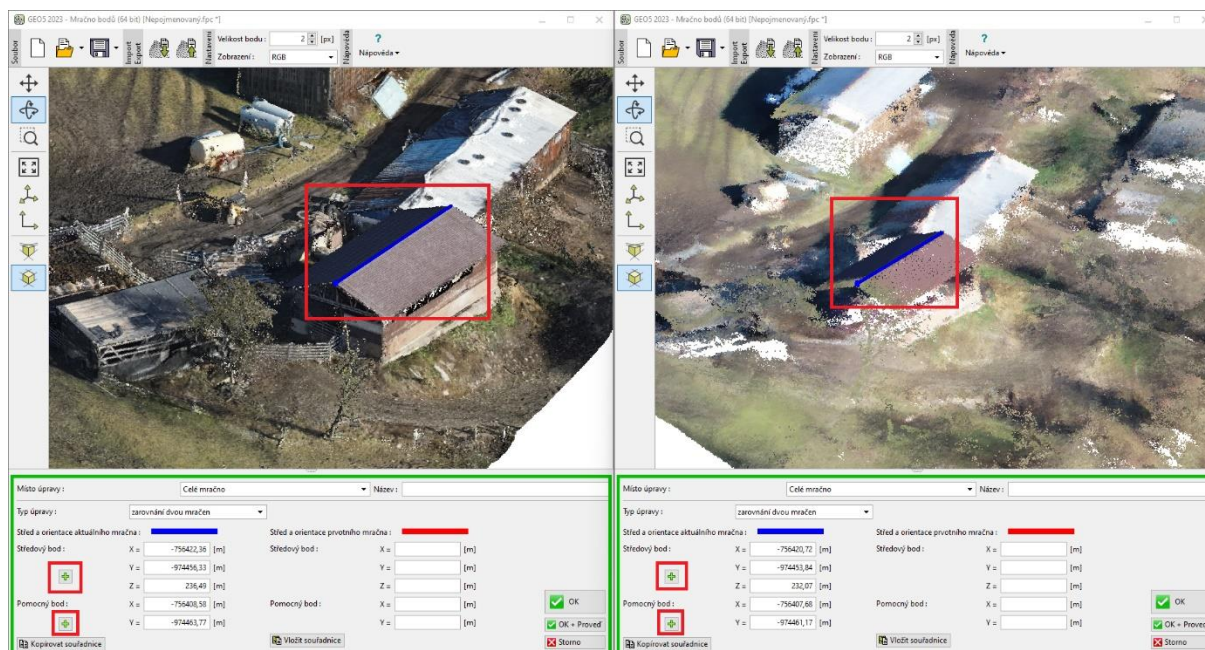 GEO5 2023 - Mračno bodů (64 bit) [Nepojmenovaný.fpc *]
Soubor
Import
Export
Nastavení
Velikost bodu : 2 [px]
Zobrazení : RGB
Nápověda
?
Nápověda
Místo úpravy : Celé mračno Název :
Typ úpravy : zarovnání dvou mračen
Střed a orientace aktuálního mračna : Střed a orientace prvotního mračna :
Středový bod : X = -756422,36 [m] Středový bod : X = [m]
Y = -974456,33 [m] Y = [m]
Z = 236,49 [m] Z = [m]
Pomocný bod : X = -756408,58 [m] Pomocný bod : X = [m]
Y = -974463,77 [m] Y = [m]
Kopírovat souřadnice Vložit souřadnice
OK
OK + Proveď
Storno
GEO5 2023 - Mračno bodů (64 bit) [Nepojmenovaný.fpc *]
Soubor
Import
Export
Nastavení
Velikost bodu : 2 [px]
Zobrazení : RGB
Nápověda
?
Nápověda
Místo úpravy : Celé mračno Název :
Typ úpravy : zarovnání dvou mračen
Střed a orientace aktuálního mračna : Střed a orientace prvotního mračna :
Středový bod : X = -756420,72 [m] Středový bod : X = [m]
Y = -974453,84 [m] Y = [m]
Z = 232,07 [m] Z = [m]
Pomocný bod : X = -756407,68 [m] Pomocný bod : X = [m]
Y = -974461,17 [m] Y = [m]
Kopírovat souřadnice Vložit souřadnice
OK
OK + Proveď
Storno